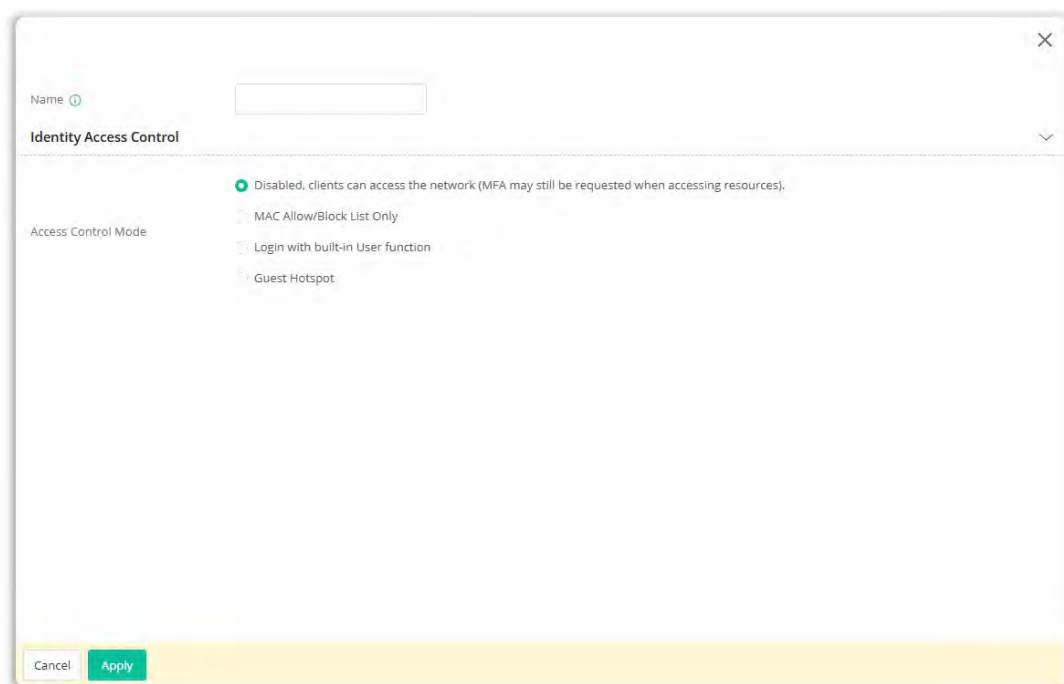 Name
Identity Access Control
Disabled, clients can access the network (MFA may still be requested when accessing resources).
MAC Allow/Block List Only
Access Control Mode
Login with built-in User function
Guest Hotspot
Cancel Apply